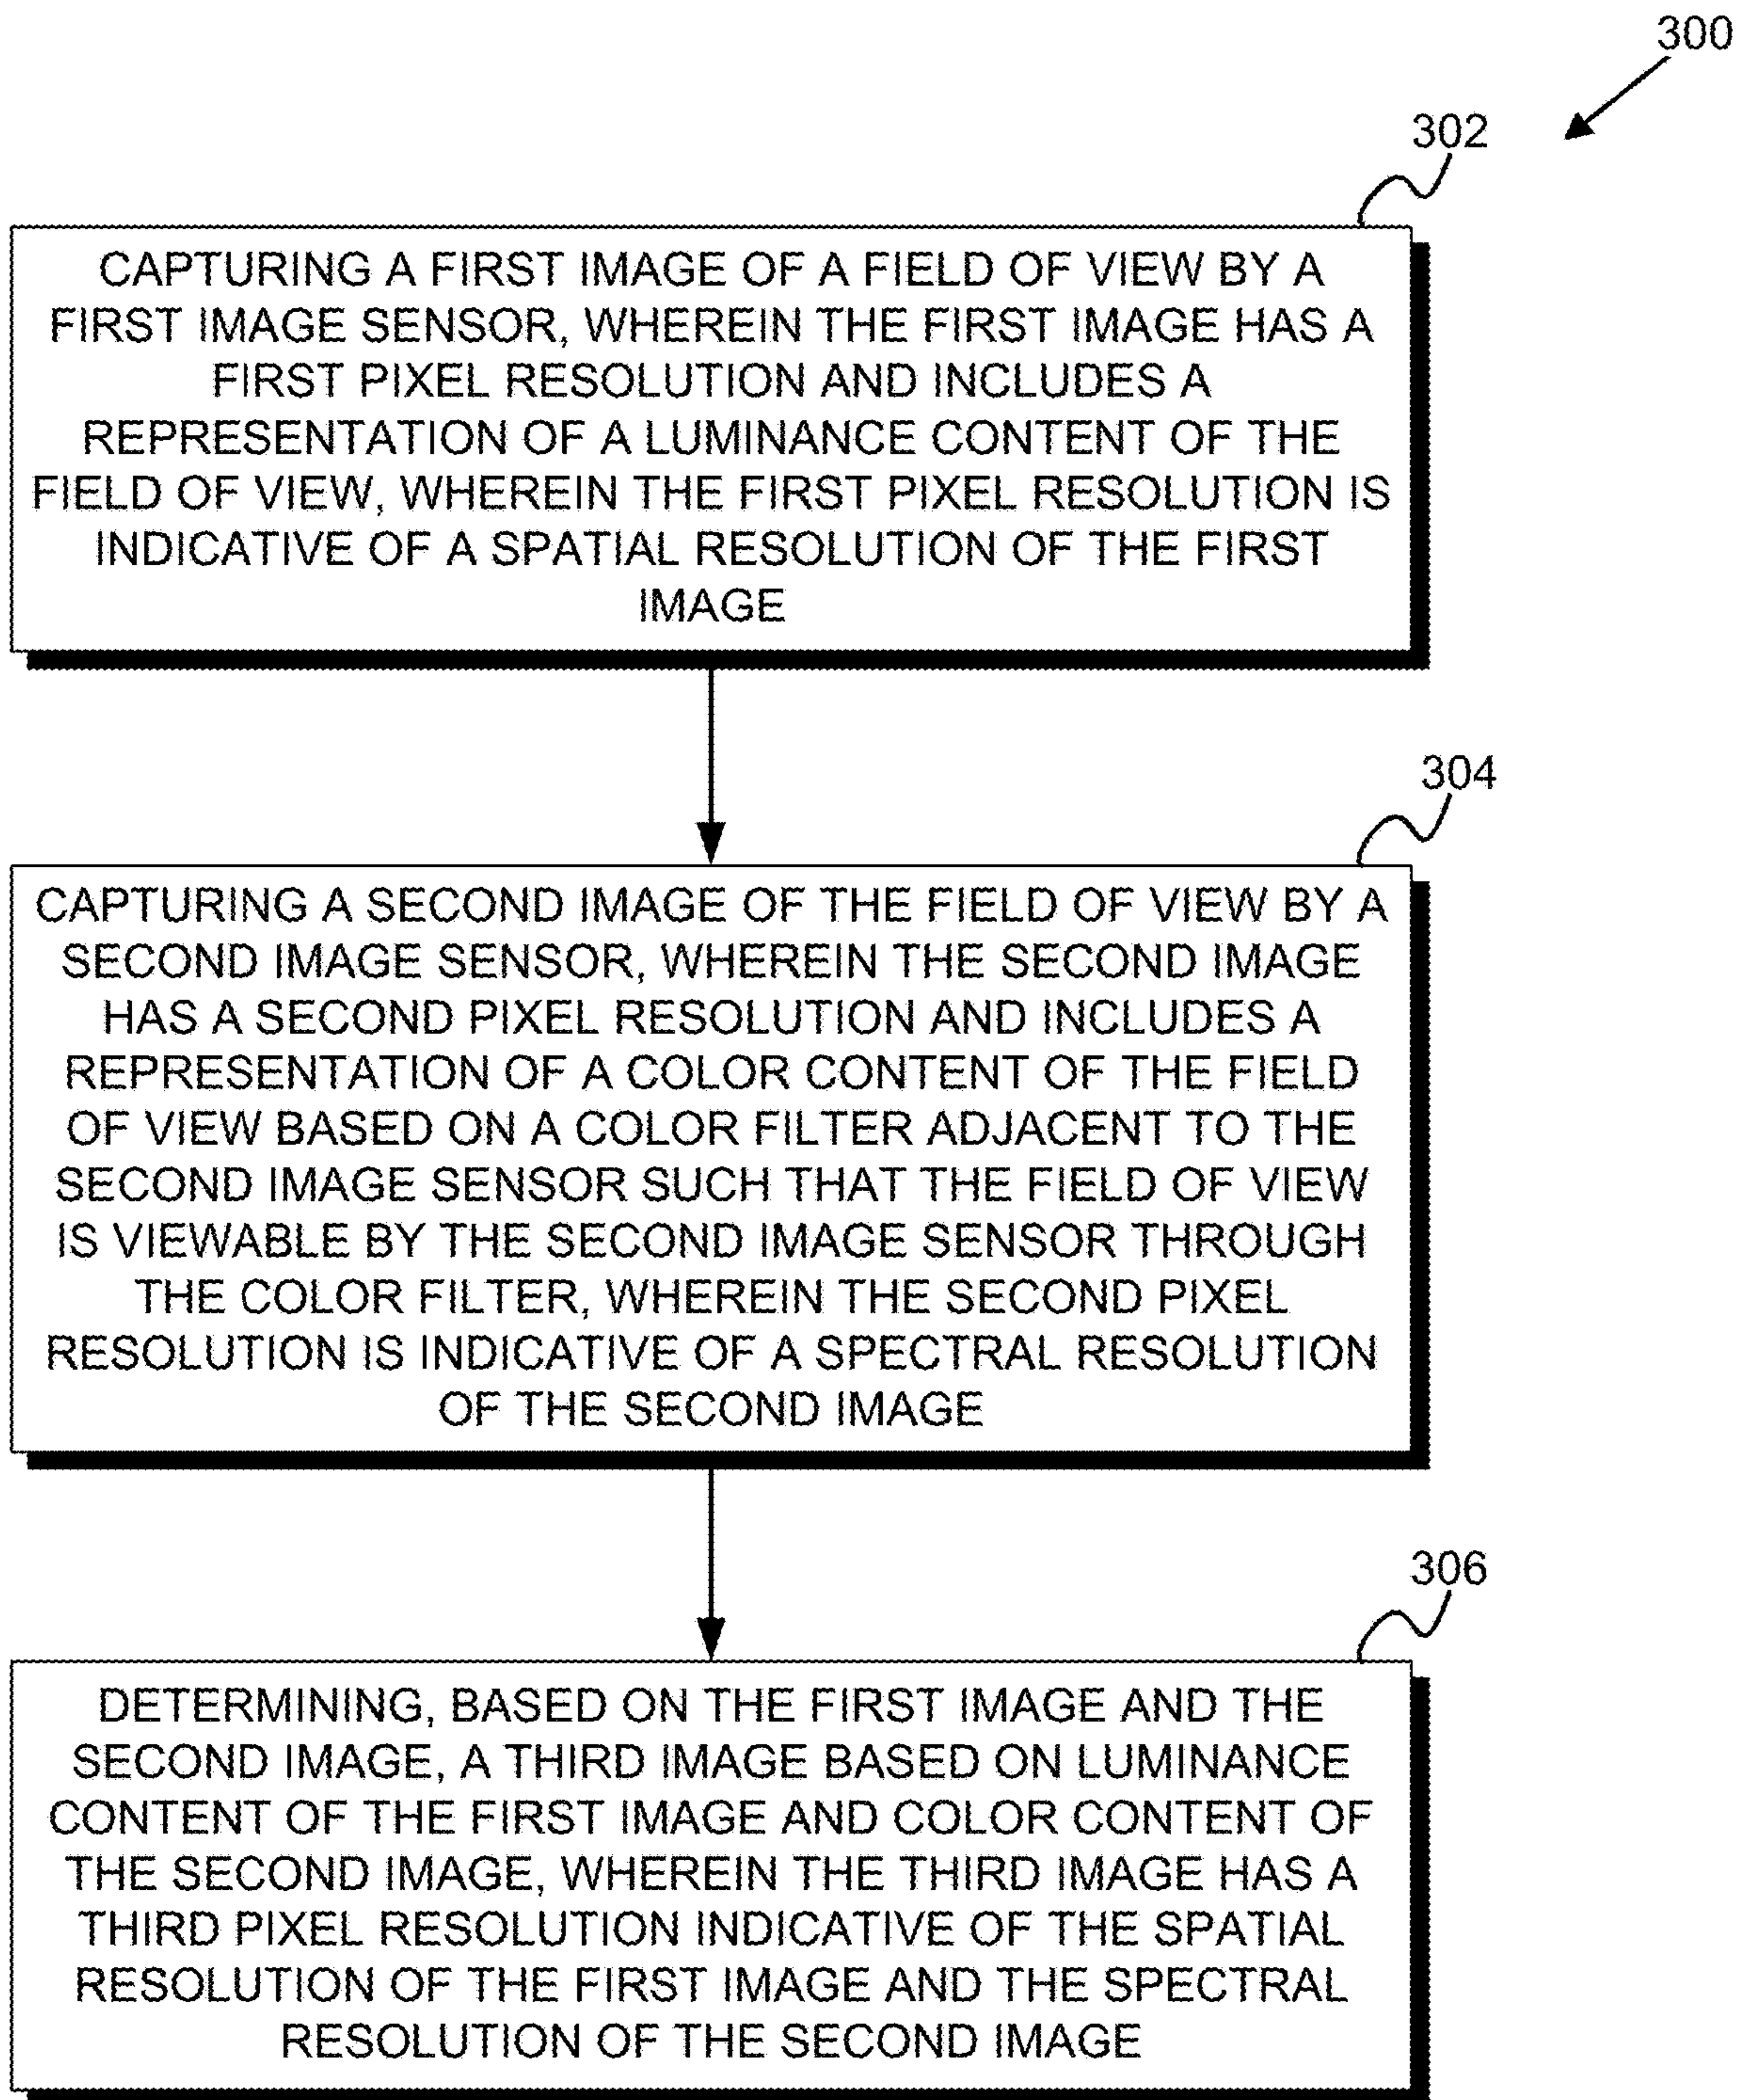 300
302
CAPTURING A FIRST IMAGE OF A FIELD OF VIEW BY A
FIRST IMAGE SENSOR, WHEREIN THE FIRST IMAGE HAS A
FIRST PIXEL RESOLUTION AND INCLUDES A
REPRESENTATION OF A LUMINANCE CONTENT OF THE
FIELD OF VIEW, WHEREIN THE FIRST PIXEL RESOLUTION IS
INDICATIVE OF A SPATIAL RESOLUTION OF THE FIRST
IMAGE
304
CAPTURING A SECOND IMAGE OF THE FIELD OF VIEW BY A
SECOND IMAGE SENSOR, WHEREIN THE SECOND IMAGE
HAS A SECOND PIXEL RESOLUTION AND INCLUDES A
REPRESENTATION OF A COLOR CONTENT OF THE FIELD
OF VIEW BASED ON A COLOR FILTER ADJACENT TO THE
SECOND IMAGE SENSOR SUCH THAT THE FIELD OF VIEW
IS VIEWABLE BY THE SECOND IMAGE SENSOR THROUGH
THE COLOR FILTER, WHEREIN THE SECOND PIXEL
RESOLUTION IS INDICATIVE OF A SPECTRAL RESOLUTION
OF THE SECOND IMAGE
306
DETERMINING, BASED ON THE FIRST IMAGE AND THE
SECOND IMAGE, A THIRD IMAGE BASED ON LUMINANCE
CONTENT OF THE FIRST IMAGE AND COLOR CONTENT OF
THE SECOND IMAGE, WHEREIN THE THIRD IMAGE HAS A
THIRD PIXEL RESOLUTION INDICATIVE OF THE SPATIAL
RESOLUTION OF THE FIRST IMAGE AND THE SPECTRAL
RESOLUTION OF THE SECOND IMAGE